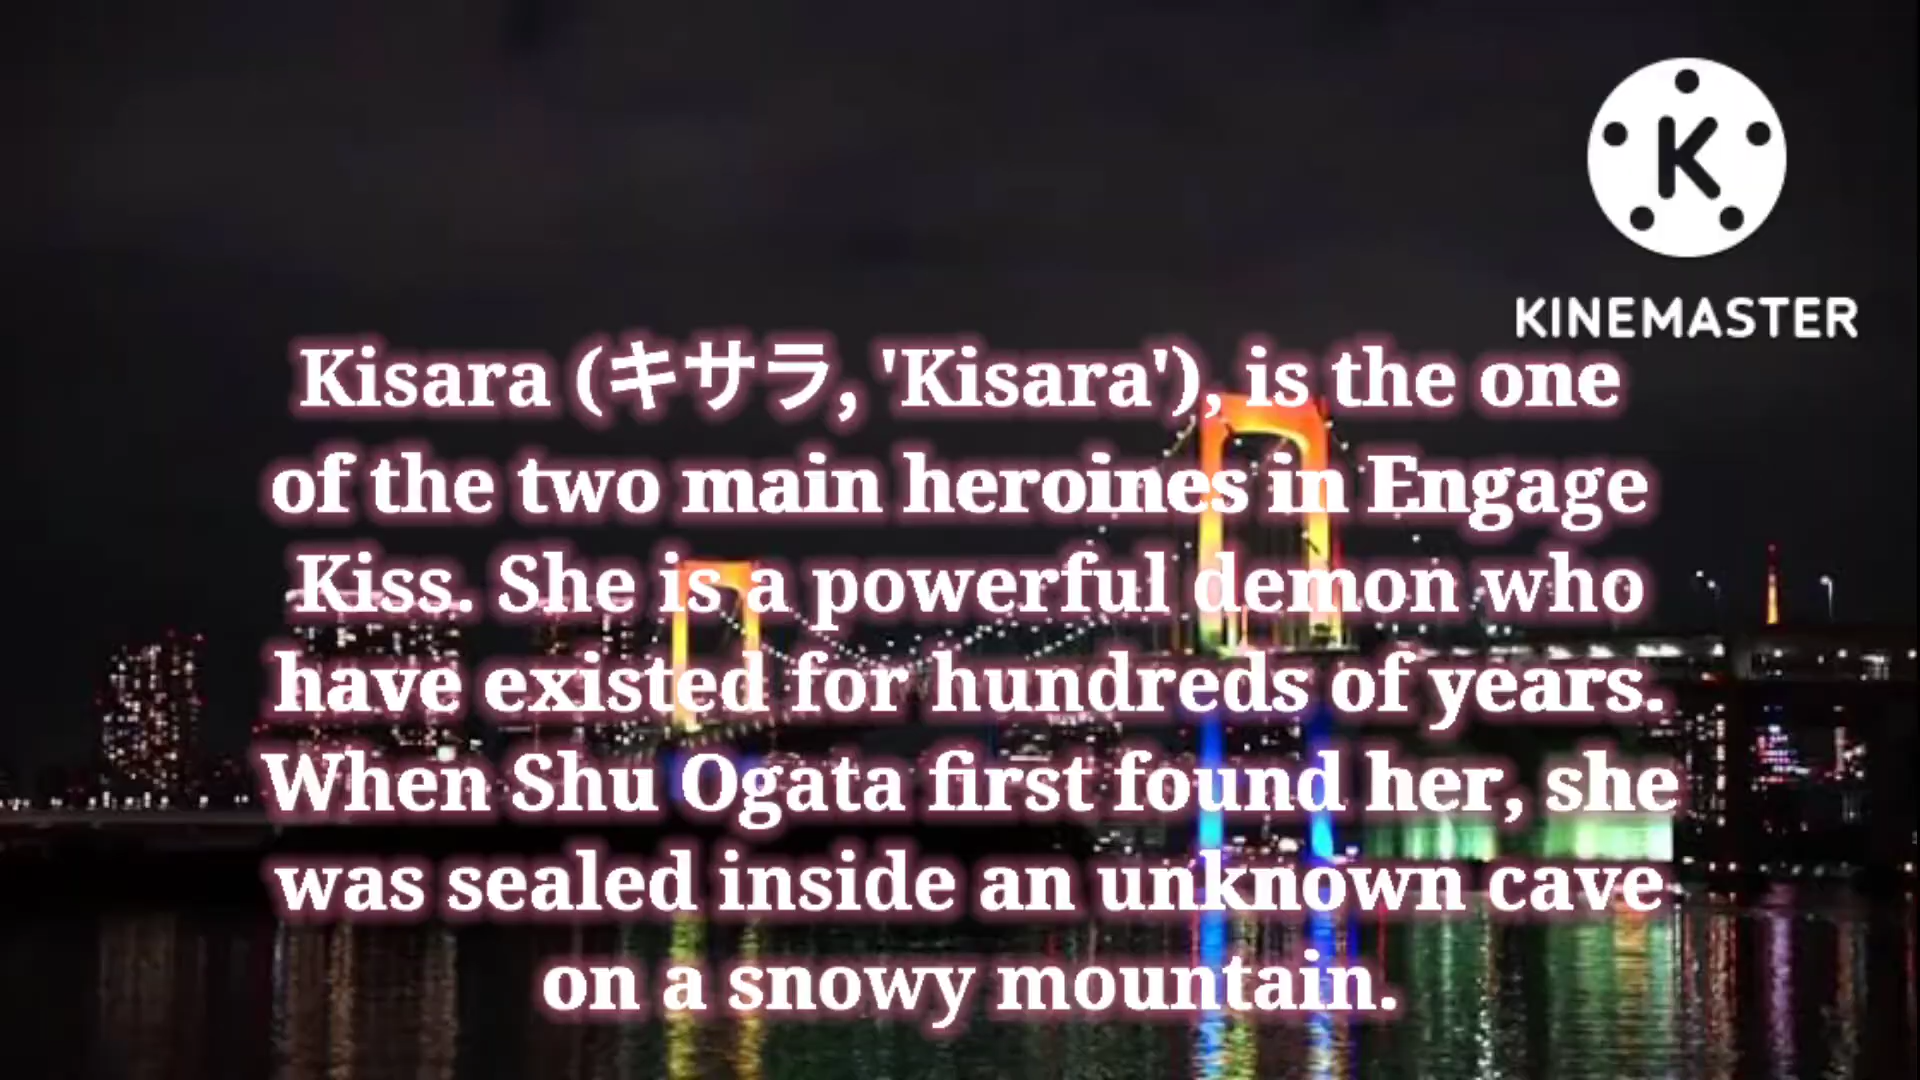 K
KINEMASTER
Kisara (キサラ, 'Kisara'), is the one
of the two main heroines in Engage
Kiss. She is a powerful demon who
have existed for hundreds of years.
When Shu Ogata first found her, she
was sealed inside an unknown cave
on a snowy mountain.